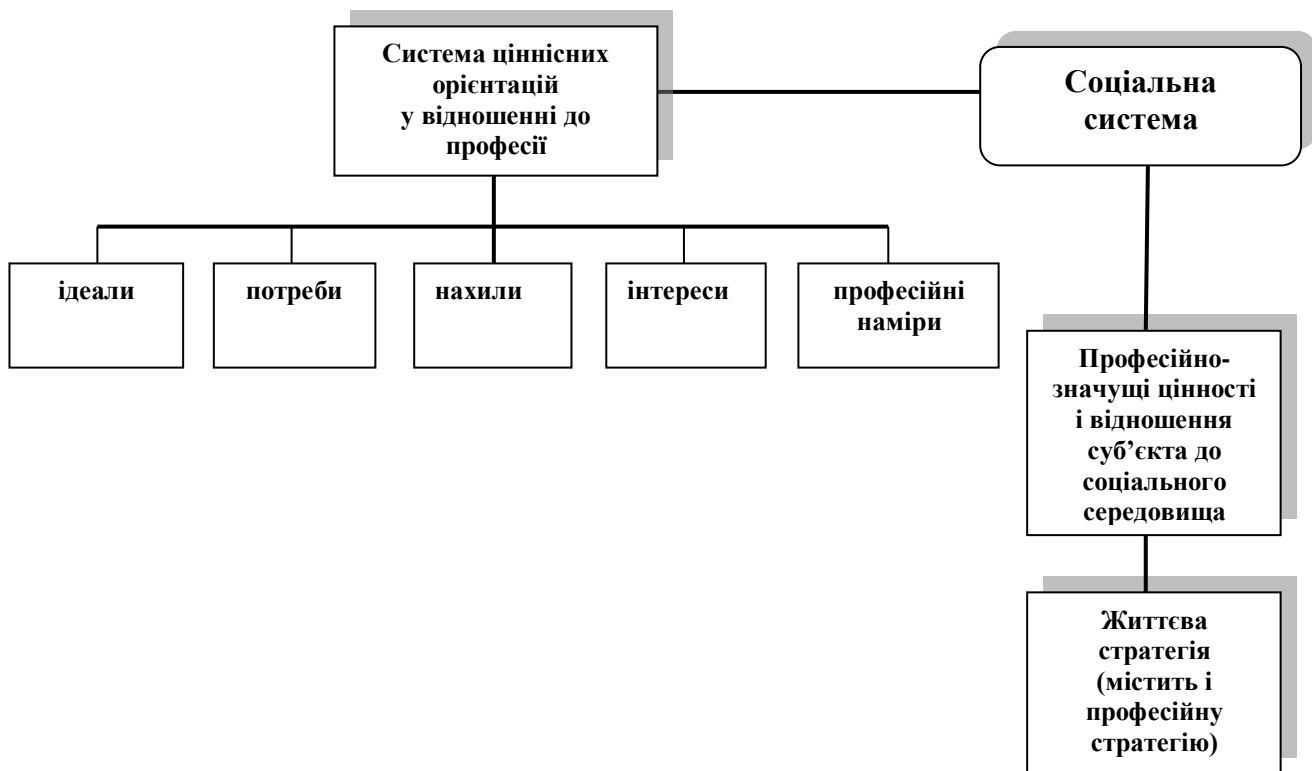 Система ціннісних
орієнтацій
у відношенні до
професії
Соціальна
система
ідеали
потреби
нахили
інтереси
професійні
наміри
Професійно-
значущі цінності
і відношення
суб’єкта до
соціального
середовища
Життєва
стратегія
(містить і
професійну
стратегію)